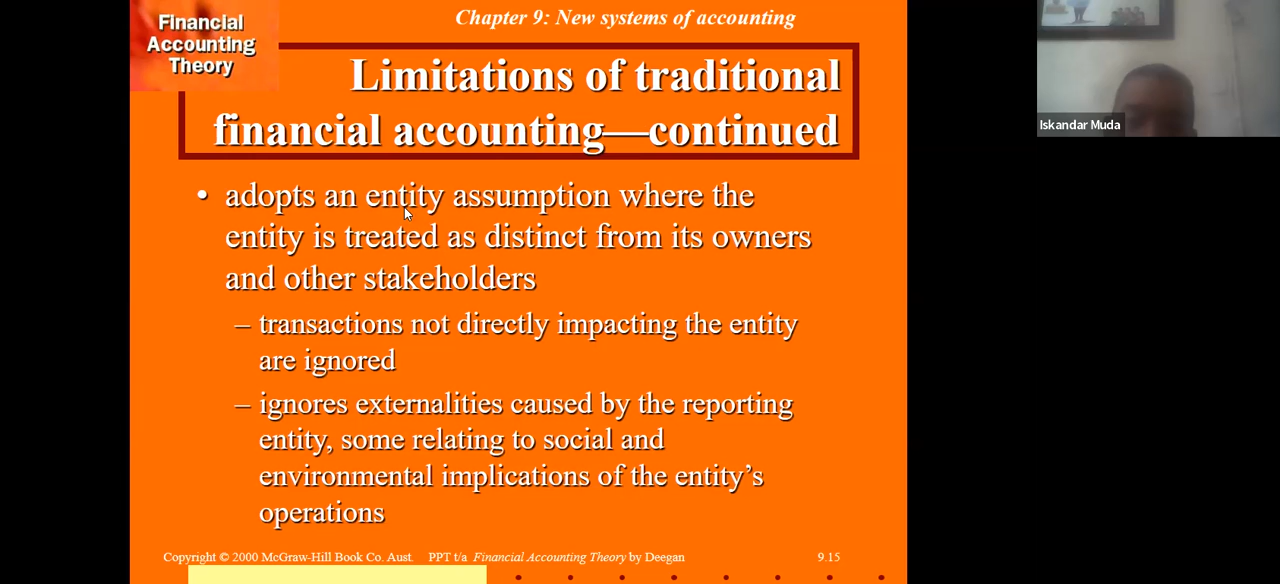 Financial
Accounting
Theory
Chapter 9: New systems of accounting
Limitations of traditional
financial accounting—continued
• adopts an entity assumption where the
entity is treated as distinct from its owners
and other stakeholders
– transactions not directly impacting the entity
are ignored
– ignores externalities caused by the reporting
entity, some relating to social and
environmental implications of the entity’s
operations
Copyright © 2000 McGraw-Hill Book Co. Aust. PPT t/a Financial Accounting Theory by Deegan
9.15
Iskandar Muda